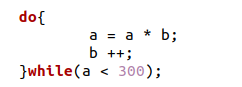 do{
        a = a * b;
        b ++;
}while(a < 300);